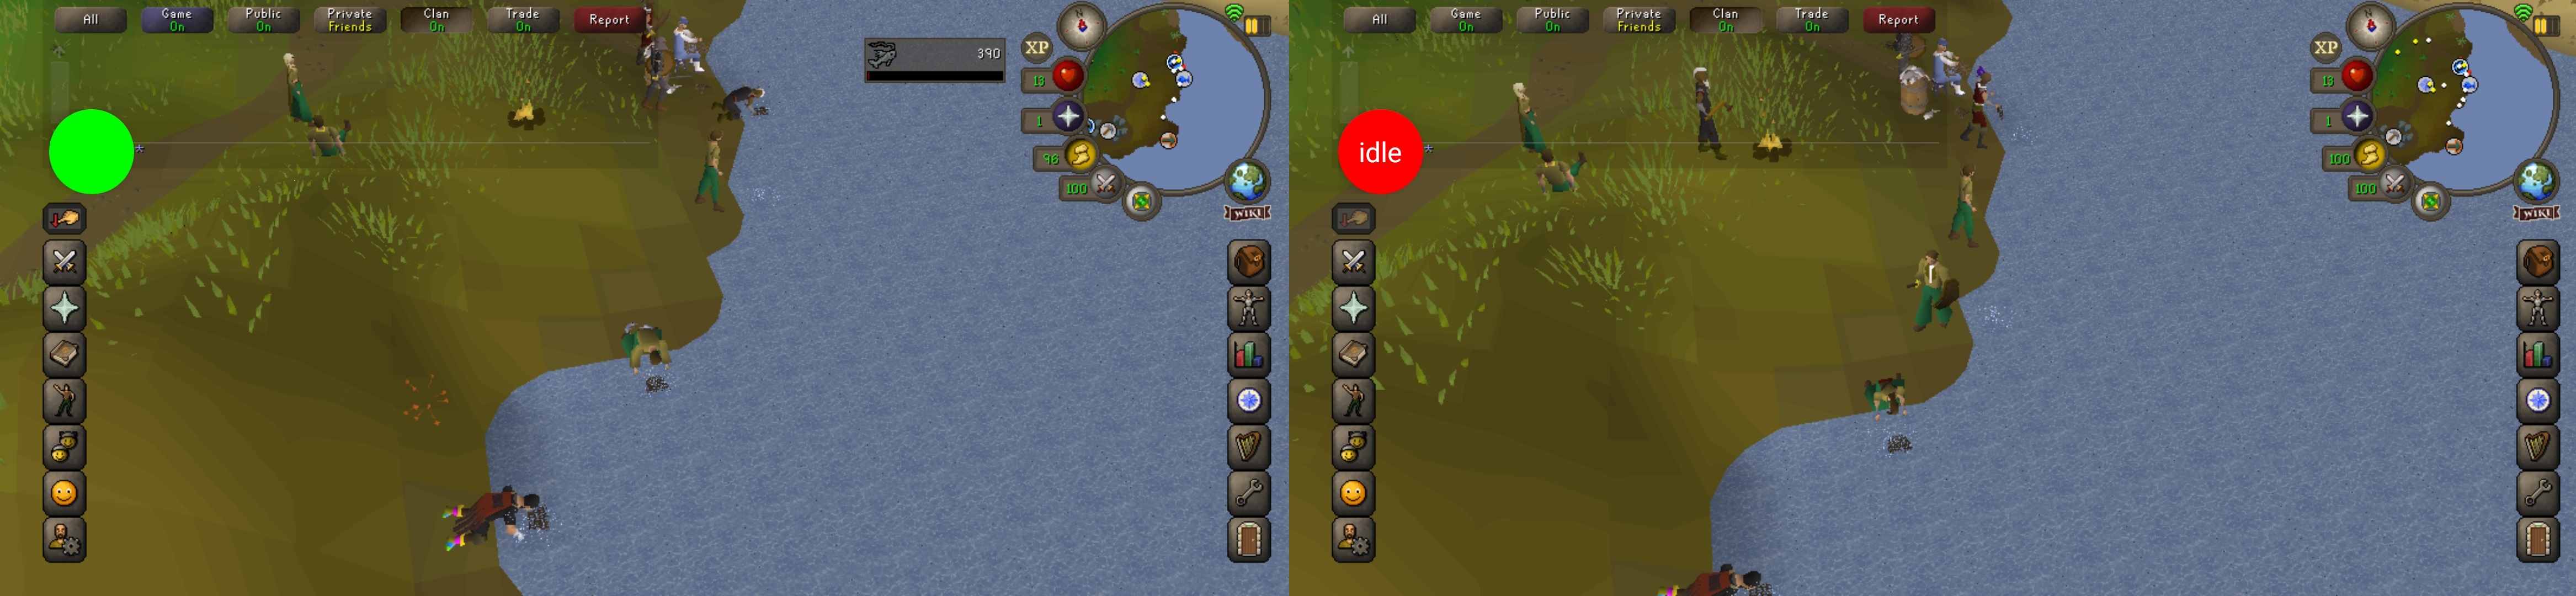 All
Game
On
Public
On
Private
Friends
Clan
On
Trade
On
Report
390
XP
N
13
1
96
100
WIKI
*
All
Game
On
Public
On
Private
Friends
Clan
On
Trade
On
Report
XP
N
13
1
100
100
WIKI
idle
*